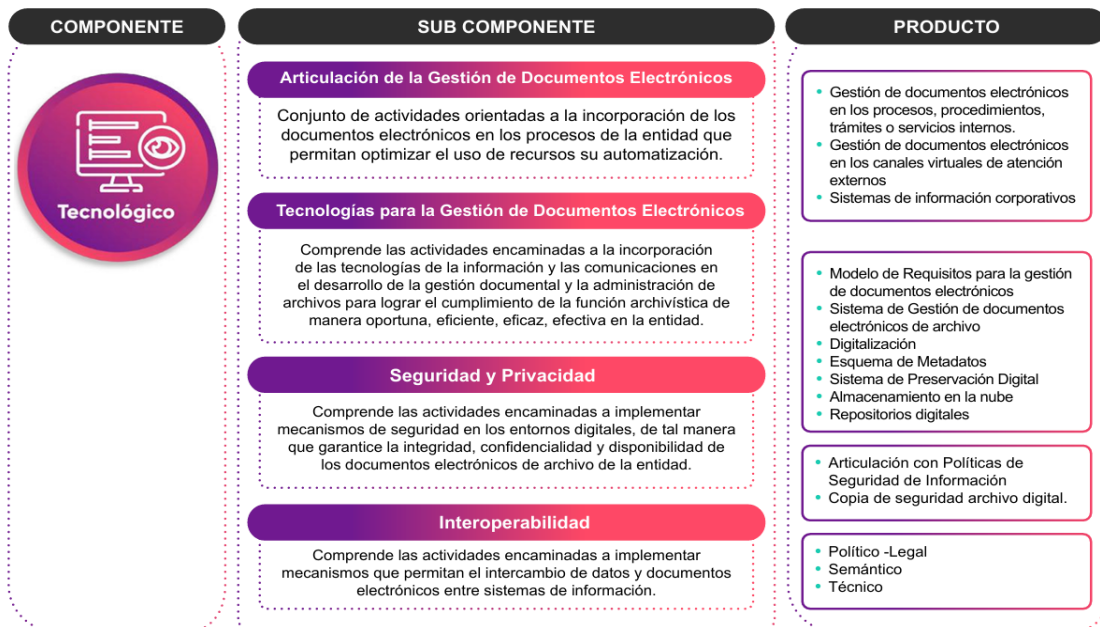 COMPONENTE
SUB COMPONENTE
PRODUCTO
Tecnológico
Articulación de la Gestión de Documentos Electrónicos
Conjunto de actividades orientadas a la incorporación de los
documentos electrónicos en los procesos de la entidad que
permitan optimizar el uso de recursos su automatización.
• Gestión de documentos electrónicos
en los procesos, procedimientos,
trámites o servicios internos.
• Gestión de documentos electrónicos
en los canales virtuales de atención
externos
• Sistemas de información corporativos
Tecnologías para la Gestión de Documentos Electrónicos
Comprende las actividades encaminadas a la incorporación
de las tecnologías de la información y las comunicaciones en
el desarrollo de la gestión documental y la administración de
archivos para lograr el cumplimiento de la función archivística de
manera oportuna, eficiente, eficaz, efectiva en la entidad.
• Modelo de Requisitos para la gestión
de documentos electrónicos
• Sistema de Gestión de documentos
electrónicos de archivo
• Digitalización
• Esquema de Metadatos
• Sistema de Preservación Digital
• Almacenamiento en la nube
• Repositorios digitales
Seguridad y Privacidad
Comprende las actividades encaminadas a implementar
mecanismos de seguridad en los entornos digitales, de tal manera
que garantice la integridad, confidencialidad y disponibilidad de
los documentos electrónicos de archivo de la entidad.
• Articulación con Políticas de
Seguridad de Información
• Copia de seguridad archivo digital.
Interoperabilidad
Comprende las actividades encaminadas a implementar
mecanismos que permitan el intercambio de datos y documentos
electrónicos entre sistemas de información.
• Político -Legal
• Semántico
• Técnico